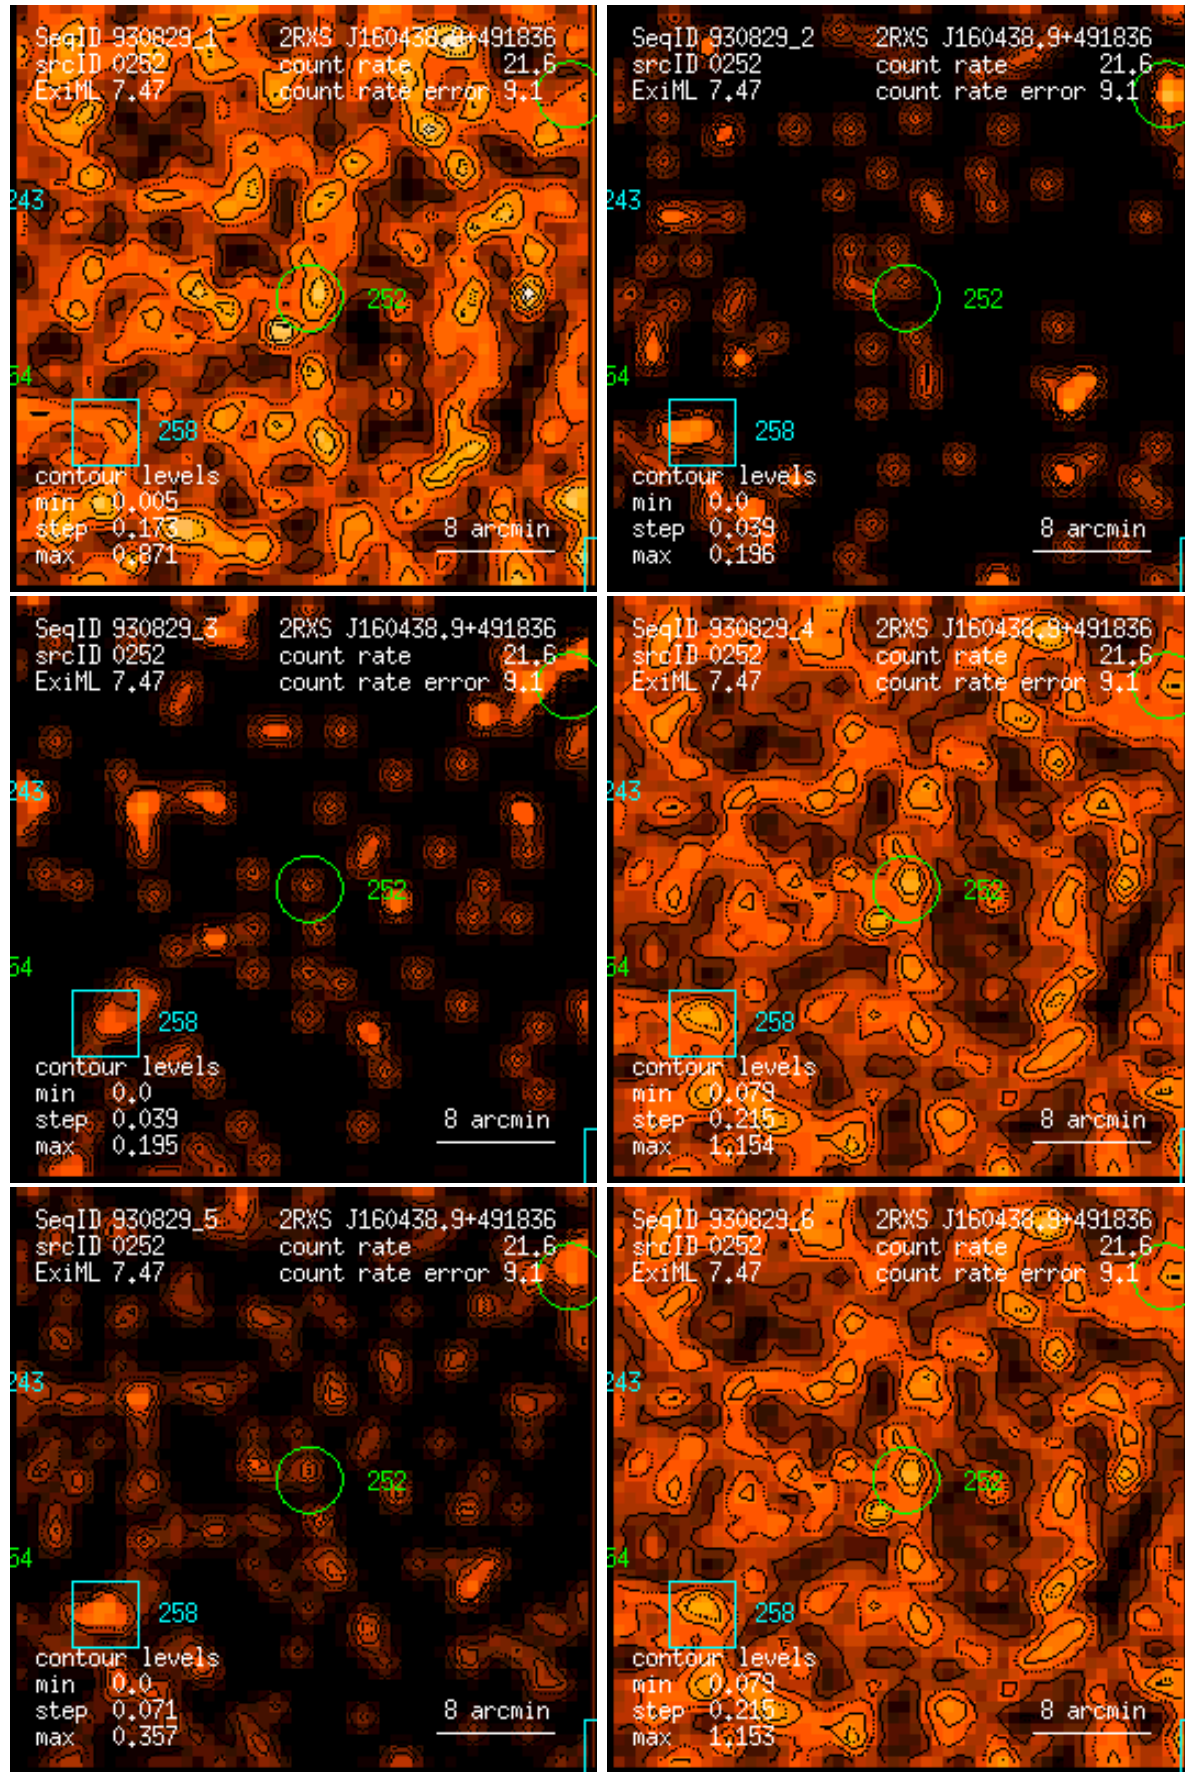 SeqID 930829_1 2RXS J160438.9+491836
srcID 0252 count rate 21.6
ExiML 7.47 count rate error 9.1
243
252
54
258
contour levels
min 0.005
step 0.173
max 0.871
8 arcmin
SeqID 930829_2 2RXS J160438.9+491836
srcID 0252 count rate 21.6
ExiML 7.47 count rate error 9.1
243
252
54
258
contour levels
min 0.0
step 0.039
max 0.196
8 arcmin
SeqID 930829_3 2RXS J160438.9+491836
srcID 0252 count rate 21.6
ExiML 7.47 count rate error 9.1
243
252
54
258
contour levels
min 0.0
step 0.039
max 0.195
8 arcmin
SeqID 930829_4 2RXS J160438.9+491836
srcID 0252 count rate 21.6
ExiML 7.47 count rate error 9.1
243
252
54
258
contour levels
min 0.079
step 0.215
max 1.154
8 arcmin
SeqID 930829_5 2RXS J160438.9+491836
srcID 0252 count rate 21.6
ExiML 7.47 count rate error 9.1
243
252
54
258
contour levels
min 0.0
step 0.071
max 0.357
8 arcmin
SeqID 930829_6 2RXS J160438.9+491836
srcID 0252 count rate 21.6
ExiML 7.47 count rate error 9.1
243
252
54
258
contour levels
min 0.079
step 0.215
max 1.153
8 arcmin